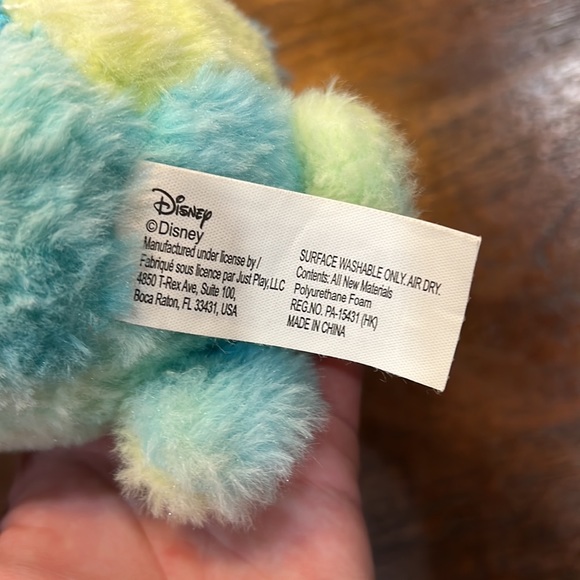 Disney
©Disney
Manufactured under license by /
Fabriqué sous licence par Just Play, LLC
4850 T-Rex Ave, Suite 100,
Boca Raton, FL 33431, USA
SURFACE WASHABLE ONLY. AIR DRY.
Contents: All New Materials
Polyurethane Foam
REG.NO. PA-15431 (HK)
MADE IN CHINA